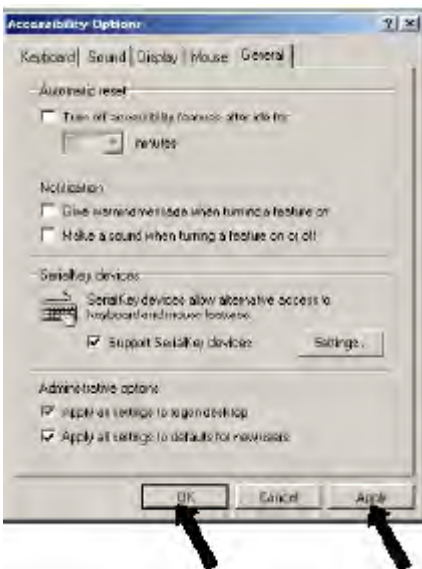 Accessibility Options
Keyboard Sound Display Mouse General
Automatic reset
Turn off accessibility features after idle for:
minutes
Notification
Give warning message when turning a feature on
Make a sound when turning a feature on or off
SerialKey devices
SerialKey devices allow alternative access to
keyboard and mouse features.
Support SerialKey devices
Settings...
Administrative options
Apply all settings to logon desktop
Apply all settings to defaults for new users
OK Cancel Apply